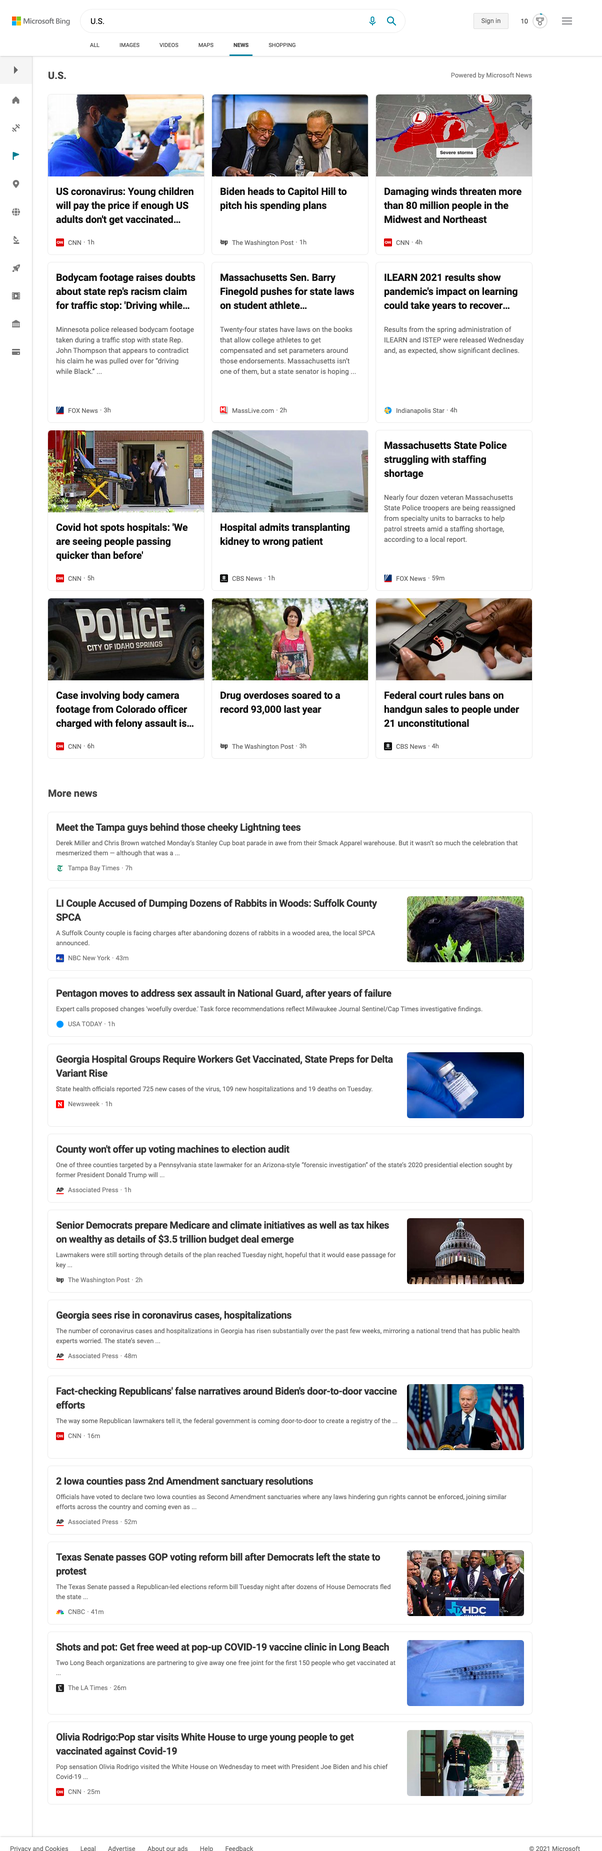 Microsoft Bing
U.S.
Sign in
10
ALL
IMAGES
VIDEOS
MAPS
NEWS
SHOPPING
U.S.
Powered by Microsoft News
US coronavirus: Young children
will pay the price if enough US
adults don't get vaccinated...
CNN · 1h
Biden heads to Capitol Hill to
pitch his spending plans
The Washington Post · 1h
L
L
Severe storms
Damaging winds threaten more
than 80 million people in the
Midwest and Northeast
CNN · 4h
Bodycam footage raises doubts
about state rep's racism claim
for traffic stop: 'Driving while...
Minnesota police released bodycam footage
taken during a traffic stop with state Rep.
John Thompson that appears to contradict
his claim he was pulled over for "driving
while Black." ...
FOX News · 3h
Massachusetts Sen. Barry
Finegold pushes for state laws
on student athlete...
Twenty-four states have laws on the books
that allow college athletes to get
compensated and set parameters around
those endorsements. Massachusetts isn't
one of them, but a state senator is hoping ...
MassLive.com · 2h
ILEARN 2021 results show
pandemic's impact on learning
could take years to recover...
Results from the spring administration of
ILEARN and ISTEP were released Wednesday
and, as expected, show significant declines.
Indianapolis Star · 4h
Covid hot spots hospitals: 'We
are seeing people passing
quicker than before'
CNN · 5h
Hospital admits transplanting
kidney to wrong patient
CBS News · 1h
Massachusetts State Police
struggling with staffing
shortage
Nearly four dozen veteran Massachusetts
State Police troopers are being reassigned
from specialty units to barracks to help
patrol streets amid a staffing shortage,
according to a local report.
FOX News · 59m
POLICE
CITY OF IDAHO SPRINGS
Case involving body camera
footage from Colorado officer
charged with felony assault is...
CNN · 6h
Drug overdoses soared to a
record 93,000 last year
The Washington Post · 3h
Federal court rules bans on
handgun sales to people under
21 unconstitutional
CBS News · 4h
More news
Meet the Tampa guys behind those cheeky Lightning tees
Derek Miller and Chris Brown watched Monday's Stanley Cup boat parade in awe from their Smack Apparel warehouse. But it wasn't so much the celebration that
mesmerized them — although that was a ...
Tampa Bay Times · 7h
LI Couple Accused of Dumping Dozens of Rabbits in Woods: Suffolk County
SPCA
A Suffolk County couple is facing charges after abandoning dozens of rabbits in a wooded area, the local SPCA
announced.
NBC New York · 43m
Pentagon moves to address sex assault in National Guard, after years of failure
Expert calls proposed changes 'woefully overdue.' Task force recommendations reflect Milwaukee Journal Sentinel/Cap Times investigative findings.
USA TODAY · 1h
Georgia Hospital Groups Require Workers Get Vaccinated, State Preps for Delta
Variant Rise
State health officials reported 725 new cases of the virus, 109 new hospitalizations and 19 deaths on Tuesday.
Newsweek · 1h
County won't offer up voting machines to election audit
One of three counties targeted by a Pennsylvania state lawmaker for an Arizona-style "forensic investigation" of the state's 2020 presidential election sought by
former President Donald Trump will ...
Associated Press · 1h
Senior Democrats prepare Medicare and climate initiatives as well as tax hikes
on wealthy as details of $3.5 trillion budget deal emerge
Lawmakers were still sorting through details of the plan reached Tuesday night, hopeful that it would ease passage for
key ...
The Washington Post · 2h
Georgia sees rise in coronavirus cases, hospitalizations
The number of coronavirus cases and hospitalizations in Georgia has risen substantially over the past few weeks, mirroring a national trend that has public health
experts worried. The state's seven ...
Associated Press · 48m
Fact-checking Republicans' false narratives around Biden's door-to-door vaccine
efforts
The way some Republican lawmakers tell it, the federal government is coming door-to-door to create a registry of the ...
CNN · 16m
2 Iowa counties pass 2nd Amendment sanctuary resolutions
Officials have voted to declare two Iowa counties as Second Amendment sanctuaries where any laws hindering gun rights cannot be enforced, joining similar
efforts across the country and coming even as ...
Associated Press · 52m
Texas Senate passes GOP voting reform bill after Democrats left the state to
protest
The Texas Senate passed a Republican-led elections reform bill Tuesday night after dozens of House Democrats fled
the state ...
CNBC · 41m
HDC
Shots and pot: Get free weed at pop-up COVID-19 vaccine clinic in Long Beach
Two Long Beach organizations are partnering to give away one free joint for the first 150 people who get vaccinated at
...
The LA Times · 26m
Olivia Rodrigo:Pop star visits White House to urge young people to get
vaccinated against Covid-19
Pop sensation Olivia Rodrigo visited the White House on Wednesday to meet with President Joe Biden and his chief
Covid-19 ...
CNN · 25m
Privacy and Cookies
Legal
Advertise
About our ads
Help
Feedback
© 2021 Microsoft